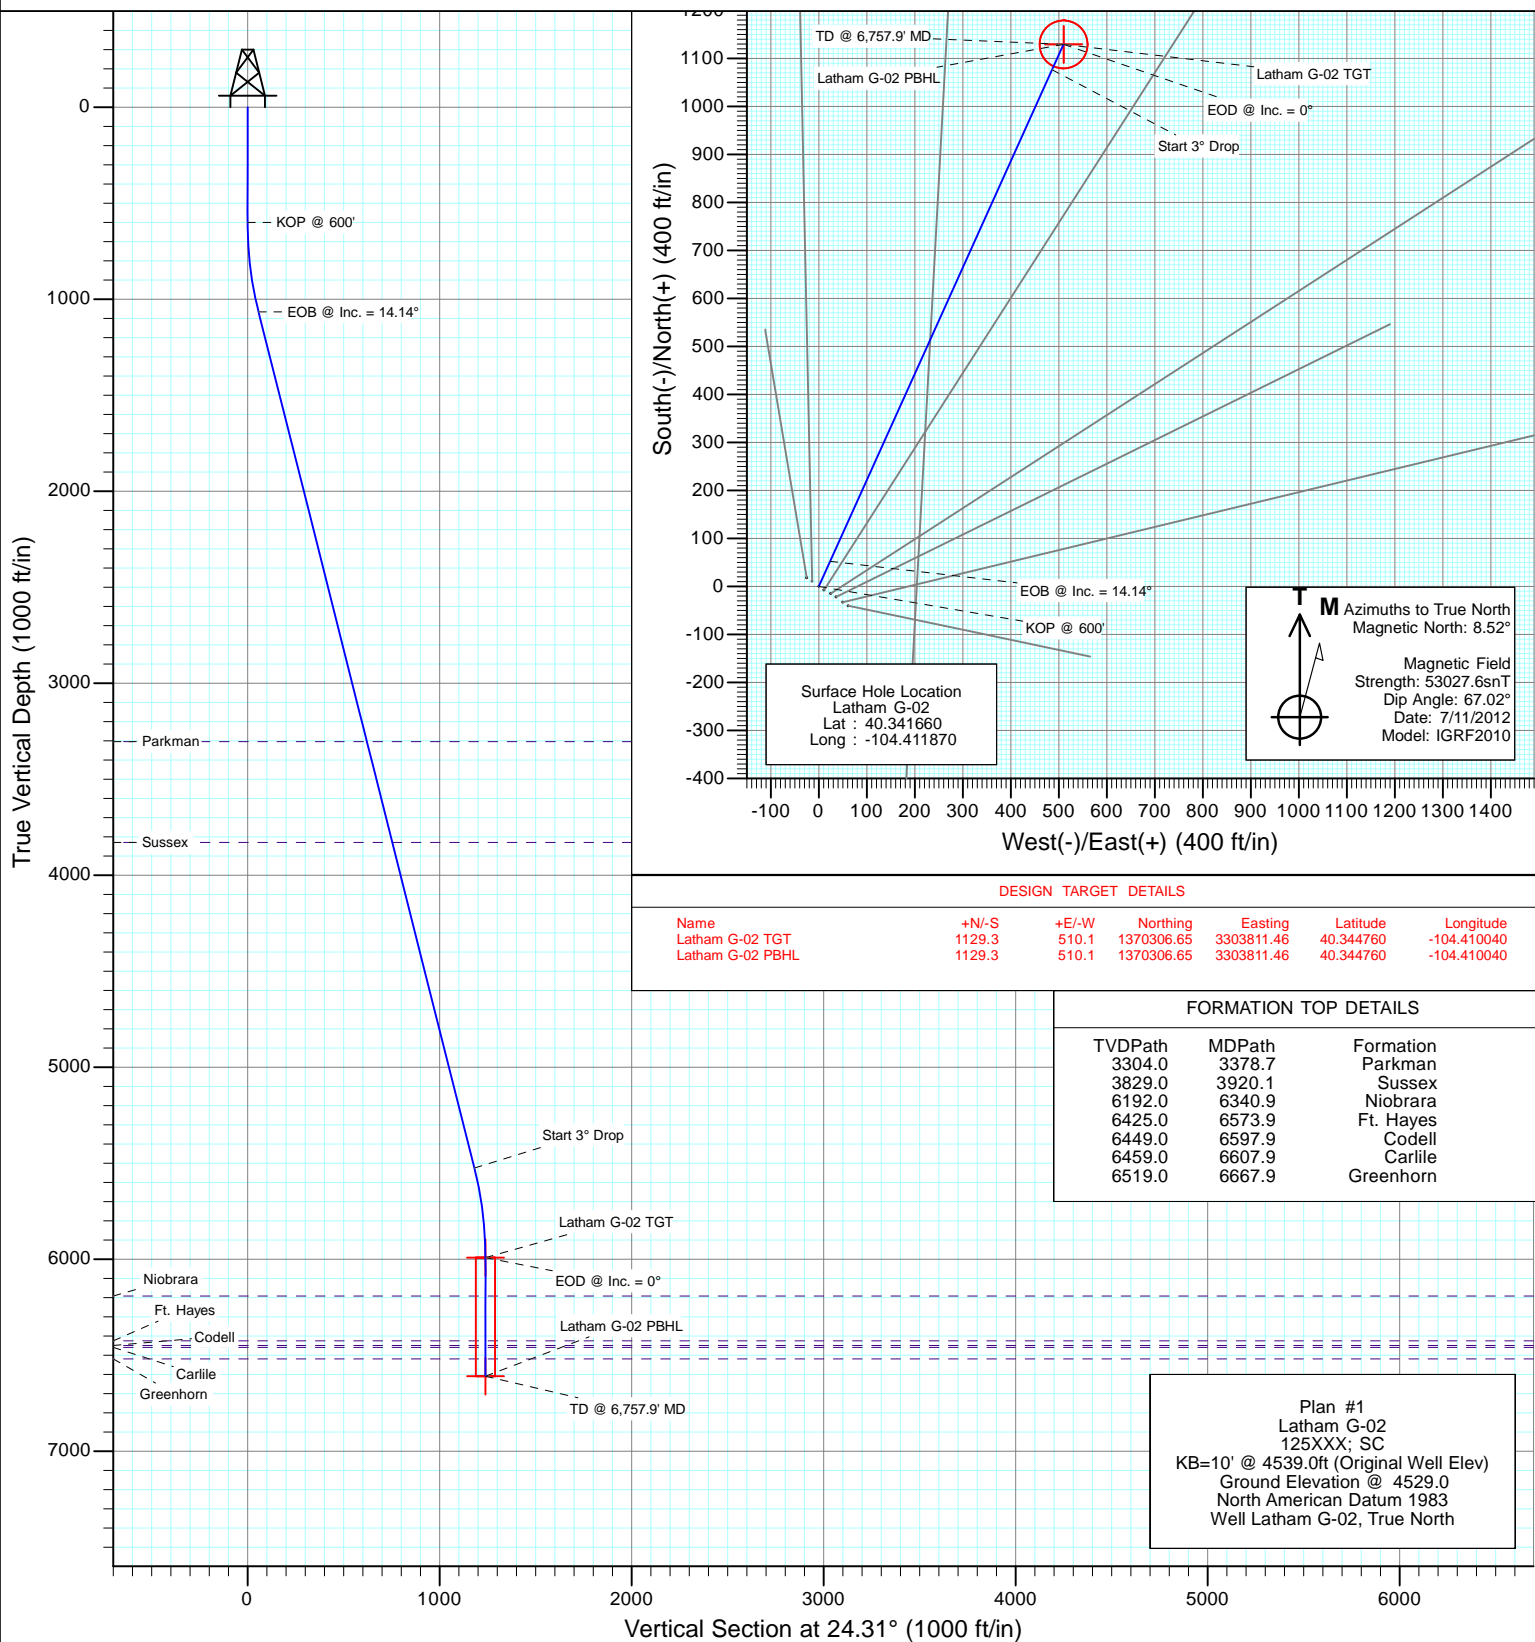 True Vertical Depth (1000 ft/in)
0
1000
2000
3000
4000
5000
6000
7000
KOP @ 600'
EOB @ Inc. = 14.14°
Parkman
Sussex
Start 3° Drop
Latham G-02 TGT
EOD @ Inc. = 0°
Niobrara
Ft. Hayes
Codell
Carlile
Greenhorn
Latham G-02 PBHL
TD @ 6,757.9' MD
0
1000
2000
3000
4000
5000
6000
Vertical Section at 24.31° (1000 ft/in)
South(-)/North(+) (400 ft/in)
1200
1100
1000
900
800
700
600
500
400
300
200
100
0
-100
-200
-300
-400
TD @ 6,757.9' MD
Latham G-02 PBHL
Latham G-02 TGT
EOD @ Inc. = 0°
Start 3° Drop
EOB @ Inc. = 14.14°
KOP @ 600'
Surface Hole Location
Latham G-02
Lat : 40.341660
Long : -104.411870
T
M
Azimuths to True North
Magnetic North: 8.52°
Magnetic Field
Strength: 53027.6snT
Dip Angle: 67.02°
Date: 7/11/2012
Model: IGRF2010
-100
0
100
200
300
400
500
600
700
800
900
1000
1100
1200
1300
1400
West(-)/East(+) (400 ft/in)
DESIGN TARGET DETAILS
Name +N/-S +E/-W Northing Easting Latitude Longitude
Latham G-02 TGT 1129.3 510.1 1370306.65 3303811.46 40.344760 -104.410040
Latham G-02 PBHL 1129.3 510.1 1370306.65 3303811.46 40.344760 -104.410040
FORMATION TOP DETAILS
TVDPath MDPath Formation
3304.0 3378.7 Parkman
3829.0 3920.1 Sussex
6192.0 6340.9 Niobrara
6425.0 6573.9 Ft. Hayes
6449.0 6597.9 Codell
6459.0 6607.9 Carlile
6519.0 6667.9 Greenhorn
Plan #1
Latham G-02
125XXX; SC
KB=10' @ 4539.0ft (Original Well Elev)
Ground Elevation @ 4529.0
North American Datum 1983
Well Latham G-02, True North